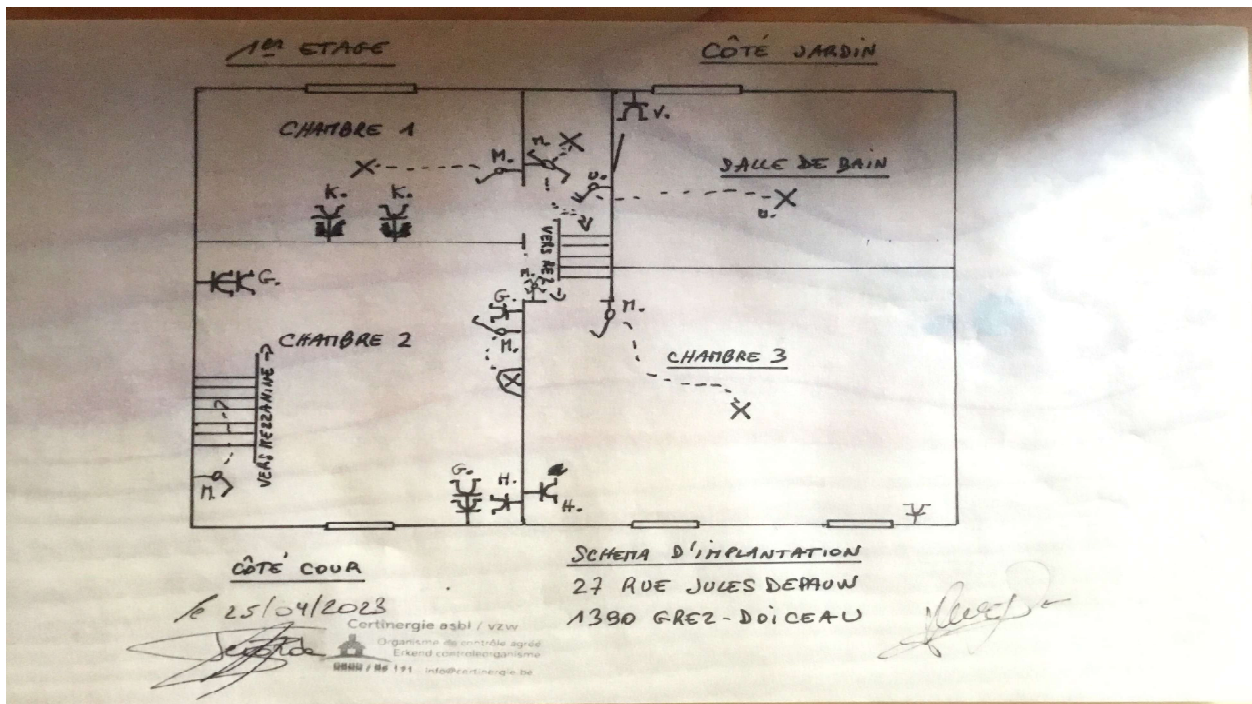 1er ETAGE
CÔTÉ JARDIN
V.
CHAMBRE 1
M.
M.
SALLE DE BAIN
U.
U.
K. K.
VERS REZ →
G.
G.
M.
M.
CHAMBRE 2
CHAMBRE 3
VERS MEZZANINE →
M.
G.
H.
H.
CÔTÉ COUR
SCHEMA D'IMPLANTATION
27 RUE JULES DEPAUW
1390 GREZ-DOICEAU
le 25/04/2023
Certinergie asbl / vzw
Organisme de contrôle agréé
Erkend controleorganisme
info@certinergie.be